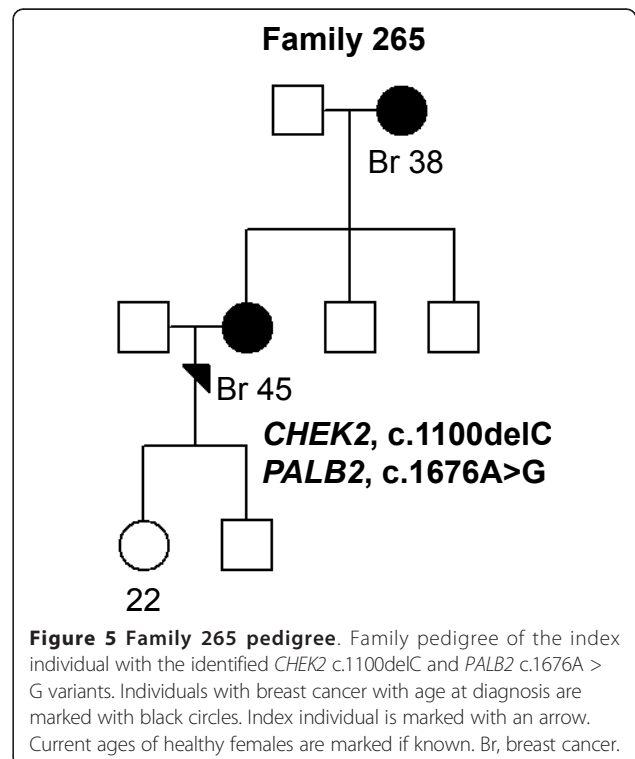 Family 265
Br 38
Br 45
CHEK2, c.1100delC
PALB2, c.1676A>G
22
Figure 5 Family 265 pedigree. Family pedigree of the index
individual with the identified CHEK2 c.1100delC and PALB2 c.1676A >
G variants. Individuals with breast cancer with age at diagnosis are
marked with black circles. Index individual is marked with an arrow.
Current ages of healthy females are marked if known. Br, breast cancer.